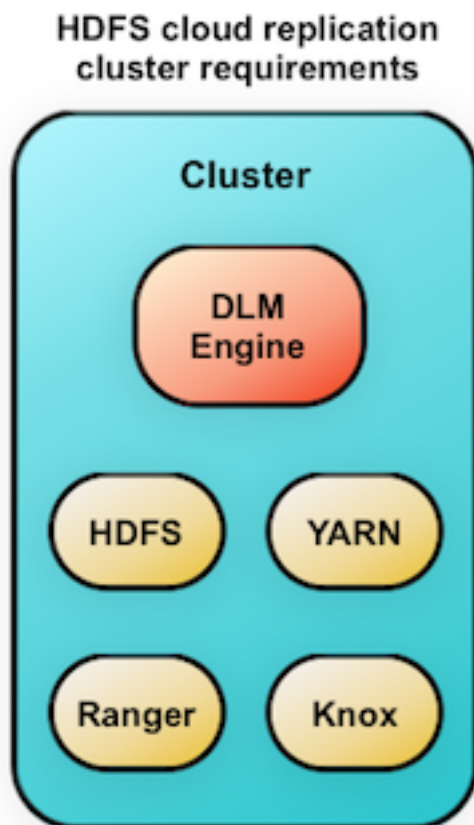 HDFS cloud replication
cluster requirements
Cluster
DLM
Engine
HDFS
YARN
Ranger
Knox